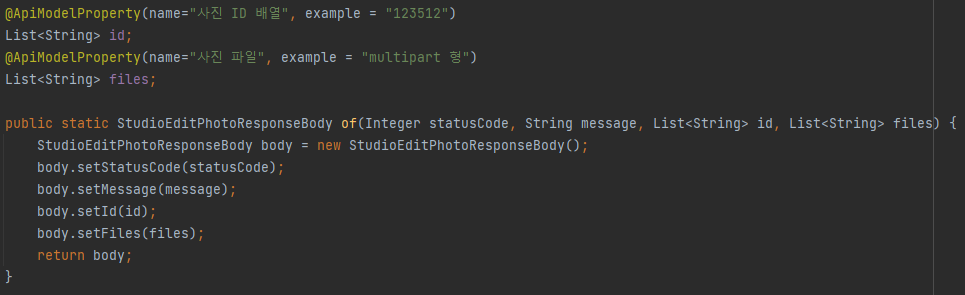 @ApiModelProperty(name="사진 ID 배열", example = "123512")
List<String> id;
@ApiModelProperty(name="사진 파일", example = "multipart 형")
List<String> files;
public static StudioEditPhotoResponseBody of(Integer statusCode, String message, List<String> id, List<String> files) {
StudioEditPhotoResponseBody body = new StudioEditPhotoResponseBody();
body.setStatusCode(statusCode);
body.setMessage(message);
body.setId(id);
body.setFiles(files);
return body;
}